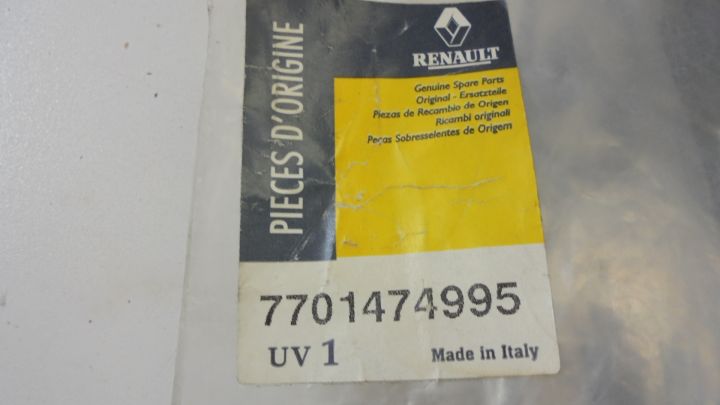 PIECES D'ORIGINE
RENAULT
Genuine Spare Parts
Original - Ersatzteile
Piezas de Recambio de Origen
Ricambi originali
Peças Sobresselentes de Origem
7701474995
UV 1
Made in Italy